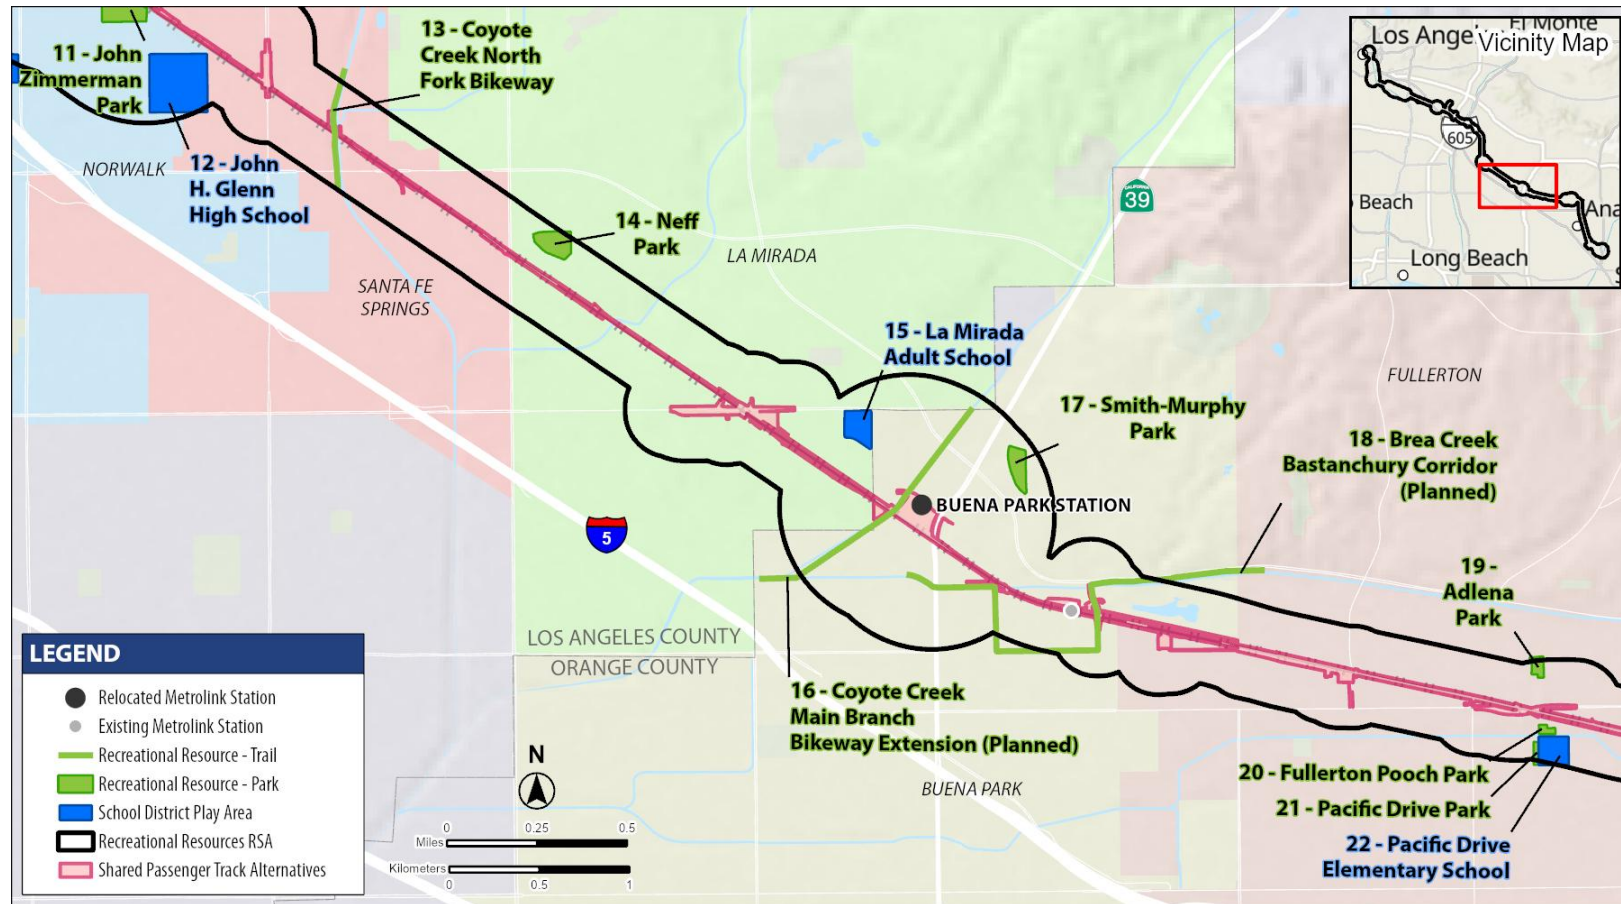 11 - John
Zimmerman
Park
12 - John
H. Glenn
High School
13 - Coyote
Creek North
Fork Bikeway
NORWALK
SANTA FE
SPRINGS
14 - Neff
Park
LA MIRADA
CALIFORNIA
39
15 - La Mirada
Adult School
17 - Smith-Murphy
Park
FULLERTON
18 - Brea Creek
Bastanchury Corridor
(Planned)
BUENA PARK STATION
5
19 -
Adlena
Park
LOS ANGELES COUNTY
ORANGE COUNTY
16 - Coyote Creek
Main Branch
Bikeway Extension (Planned)
BUENA PARK
20 - Fullerton Pooch Park
21 - Pacific Drive Park
22 - Pacific Drive
Elementary School
Vicinity Map
El Monte
Los Angel
605
Beach
Ana
Long Beach
S
LEGEND
Relocated Metrolink Station
Existing Metrolink Station
Recreational Resource - Trail
Recreational Resource - Park
School District Play Area
Recreational Resources RSA
Shared Passenger Track Alternatives
N
0 0.25 0.5
Miles
Kilometers
0 0.5 1